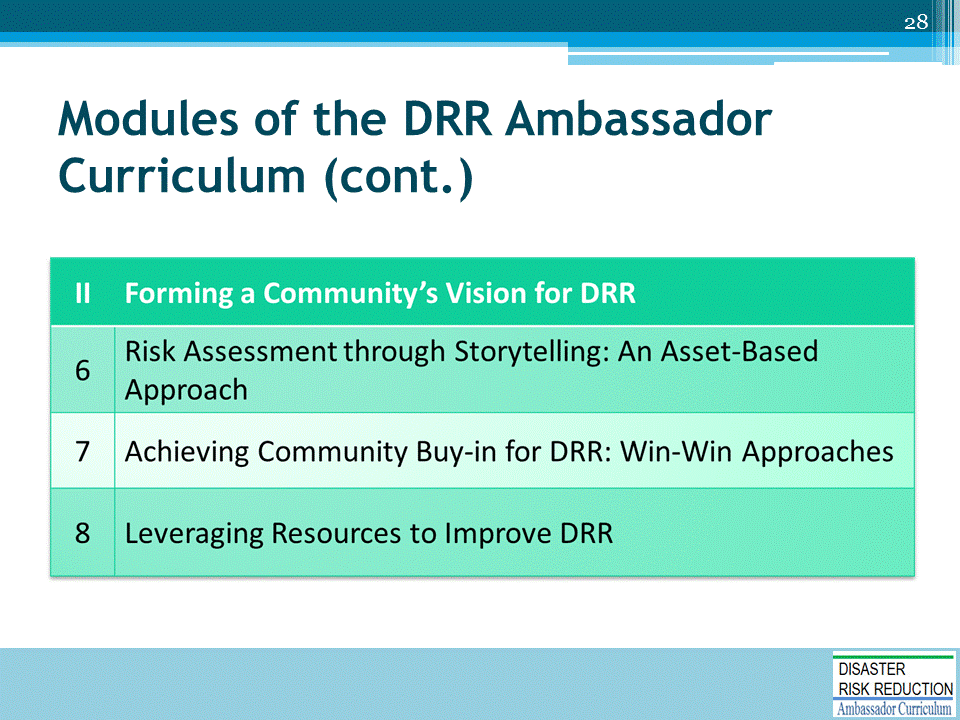 28
Modules of the DRR Ambassador
Curriculum (cont.)
II Forming a Community’s Vision for DRR
6 Risk Assessment through Storytelling: An Asset-Based
Approach
7 Achieving Community Buy-in for DRR: Win-Win Approaches
8 Leveraging Resources to Improve DRR
DISASTER
RISK REDUCTION
Ambassador Curriculum